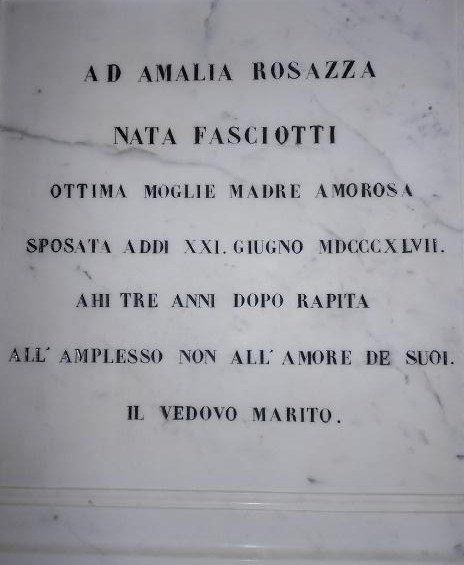 AD AMALIA ROSAZZA
NATA FASCIOTTI
OTTIMA MOGLIE MADRE AMOROSA
SPOSATA ADDI XXI. GIUGNO MDCCCXLVII.
AHI TRE ANNI DOPO RAPITA
ALL' AMPLESSO NON ALL' AMORE DE SUOI.
IL VEDOVO MARITO.